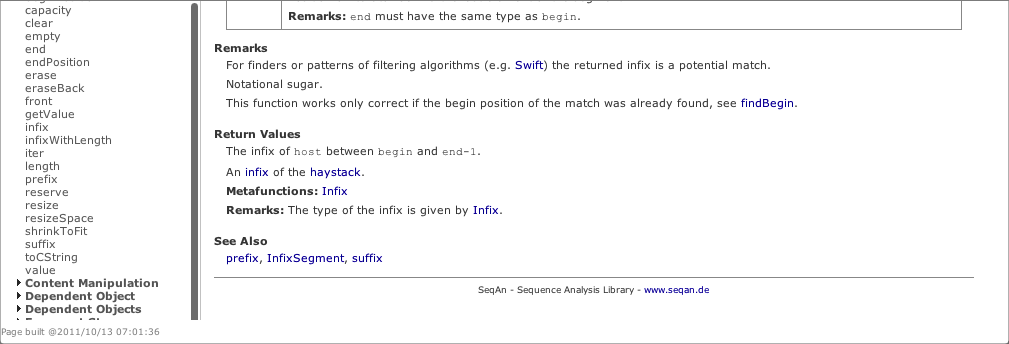 capacity
clear
empty
end
endPosition
erase
eraseBack
front
getValue
infix
infixWithLength
iter
length
prefix
reserve
resize
resizeSpace
shrinkToFit
suffix
toCString
value
Content Manipulation
Dependent Object
Dependent Objects
Page built @2011/10/13 07:01:36
Remarks: end must have the same type as begin.
Remarks
For finders or patterns of filtering algorithms (e.g. Swift) the returned infix is a potential match.
Notational sugar.
This function works only correct if the begin position of the match was already found, see findBegin.
Return Values
The infix of host between begin and end-1.
An infix of the haystack.
Metafunctions: Infix
Remarks: The type of the infix is given by Infix.
See Also
prefix, InfixSegment, suffix
SeqAn - Sequence Analysis Library - www.seqan.de